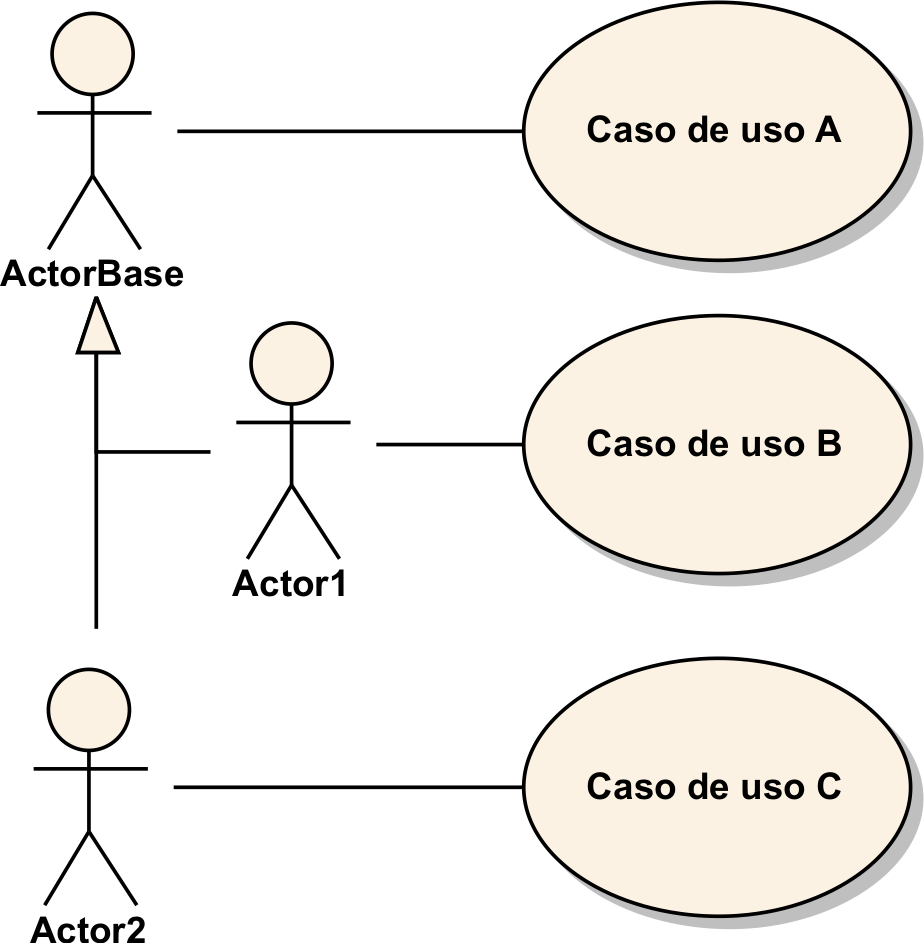 Caso de uso A
ActorBase
Caso de uso B
Actor1
Caso de uso C
Actor2